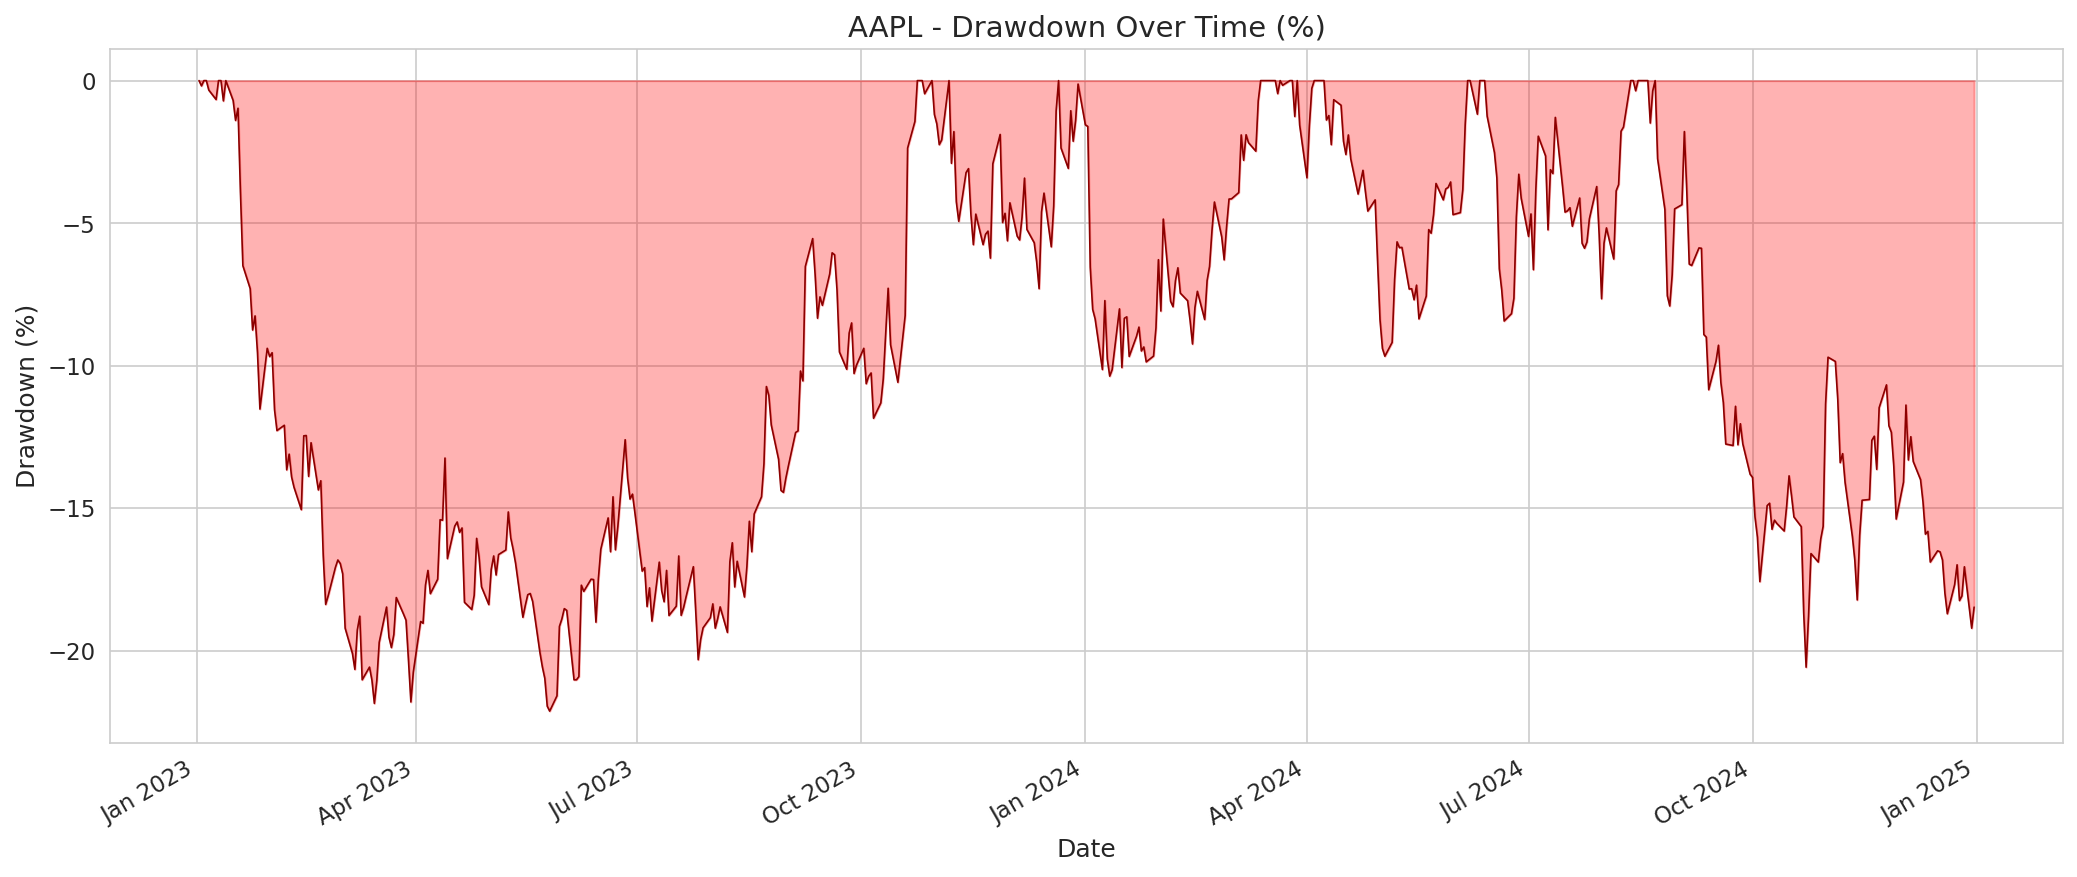 AAPL - Drawdown Over Time (%)
Drawdown (%)
0
−5
−10
−15
−20
Jan 2023
Apr 2023
Jul 2023
Oct 2023
Jan 2024
Apr 2024
Jul 2024
Oct 2024
Jan 2025
Date